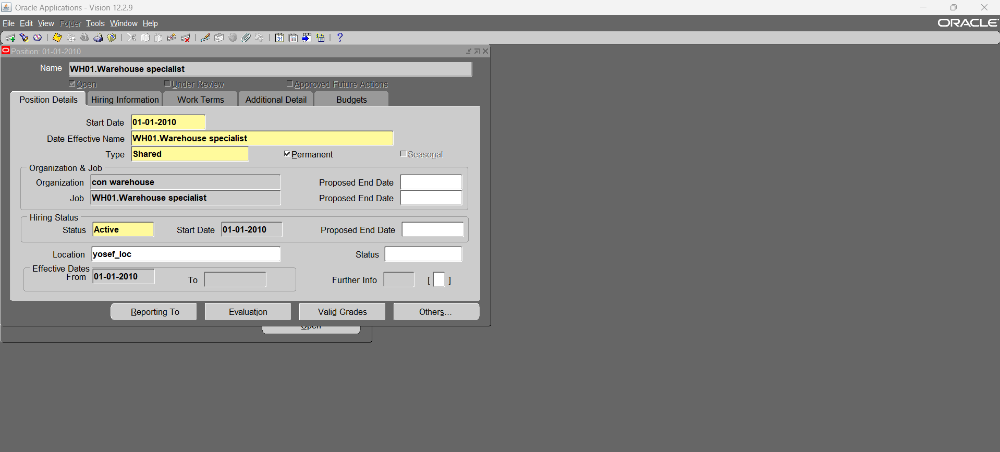 Oracle Applications - Vision 12.2.9
File Edit View Folder Tools Window Help
ORACLE
Position: 01-01-2010
Name WH01.Warehouse specialist
Open Under Review Approved Future Actions
Position Details Hiring Information Work Terms Additional Detail Budgets
Start Date 01-01-2010
Date Effective Name WH01.Warehouse specialist
Type Shared Permanent Seasonal
Organization & Job
Organization con warehouse Proposed End Date
Job WH01.Warehouse specialist Proposed End Date
Hiring Status
Status Active Start Date 01-01-2010 Proposed End Date
Location yosef_loc Status
Effective Dates
From 01-01-2010 To Further Info [ ]
Reporting To Evaluation Valid Grades Others...
Open